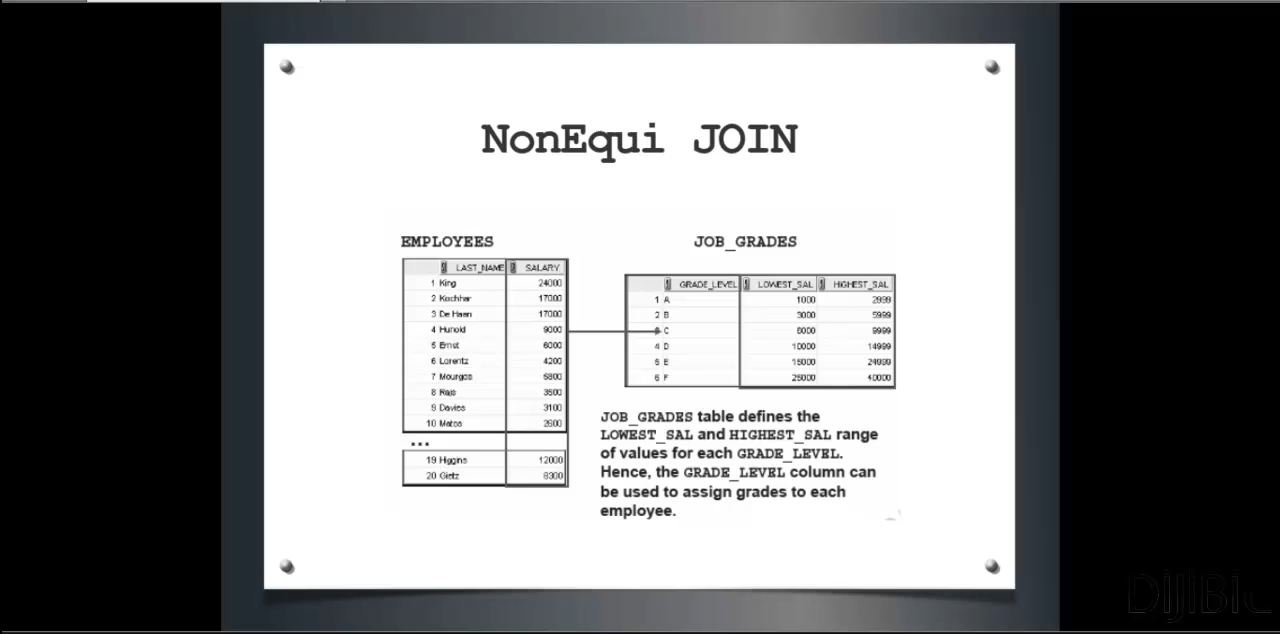 NonEqui JOIN
EMPLOYEES
LAST_NAME SALARY
1 King 24000
2 Kochhar 17000
3 De Haan 17000
4 Hunold 9000
5 Ernst 6000
6 Lorentz 4200
7 Mourgos 5800
8 Rajs 3500
9 Davies 3100
10 Matos 2600
...
19 Higgins 12000
20 Gietz 8300
JOB_GRADES
GRADE_LEVEL LOWEST_SAL HIGHEST_SAL
1 A 1000 2999
2 B 3000 5999
3 C 6000 9999
4 D 10000 14999
5 E 15000 24999
6 F 25000 40000
JOB_GRADES table defines the
LOWEST_SAL and HIGHEST_SAL range
of values for each GRADE_LEVEL.
Hence, the GRADE_LEVEL column can
be used to assign grades to each
employee.